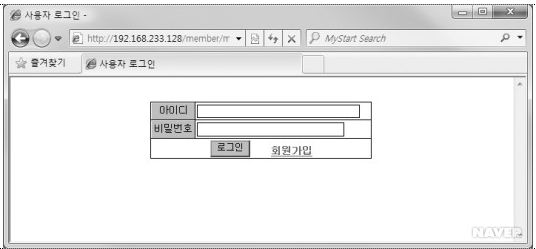 사용자 로그인 -
http://192.168.233.128/member/m
MyStart Search
즐겨찾기
사용자 로그인
아이디
비밀번호
로그인 회원가입
NAVER